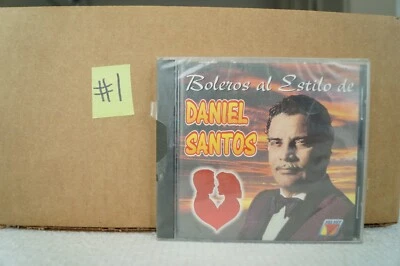 #1
Boleros al Estilo de
DANIEL
SANTOS